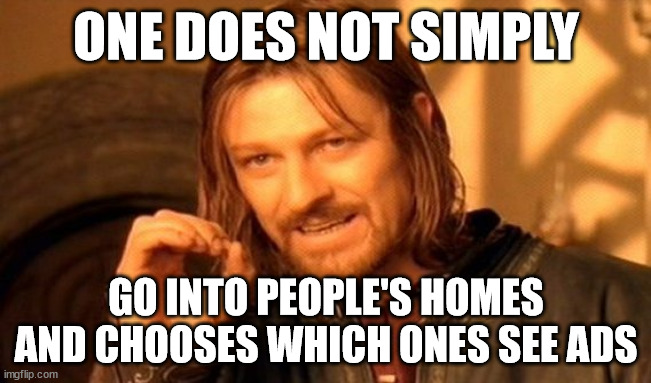 ONE DOES NOT SIMPLY
GO INTO PEOPLE'S HOMES
AND CHOOSES WHICH ONES SEE ADS
imgflip.com